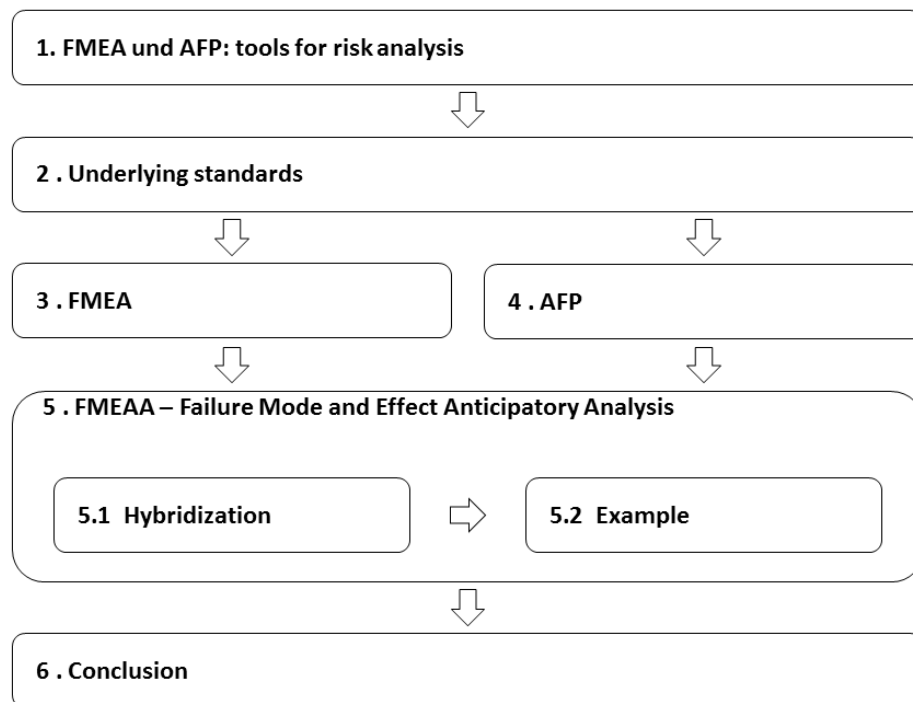 1. FMEA und AFP: tools for risk analysis
2 . Underlying standards
3 . FMEA
4 . AFP
5 . FMEAA – Failure Mode and Effect Anticipatory Analysis
5.1 Hybridization
5.2 Example
6 . Conclusion